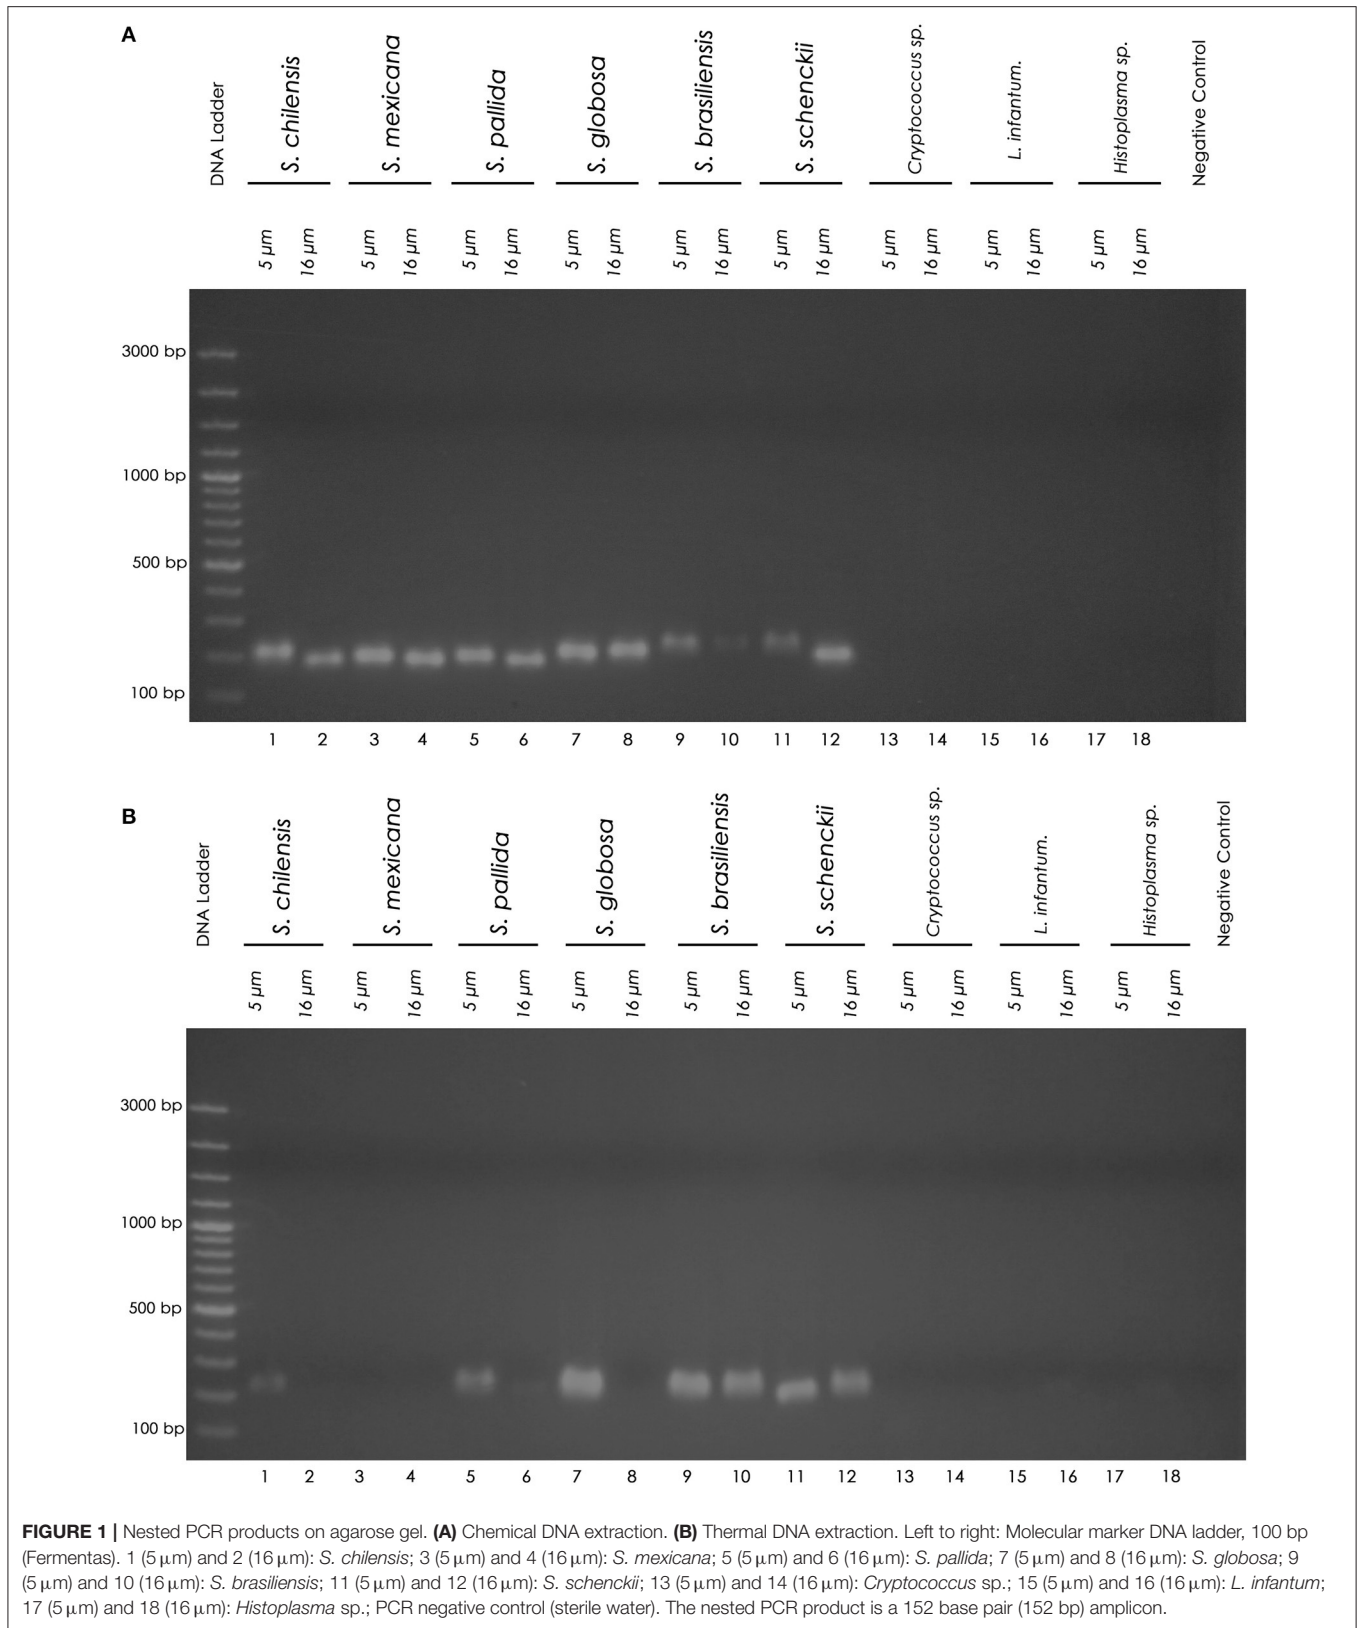 A
DNA Ladder
S. chilensis
S. mexicana
S. pallida
S. globosa
S. brasiliensis
S. schenckii
Cryptococcus sp.
L. infantum.
Histoplasma sp.
Negative Control
5 µm 16 µm 5 µm 16 µm 5 µm 16 µm 5 µm 16 µm 5 µm 16 µm 5 µm 16 µm 5 µm 16 µm 5 µm 16 µm 5 µm 16 µm
3000 bp
1000 bp
500 bp
100 bp
1 2 3 4 5 6 7 8 9 10 11 12 13 14 15 16 17 18
B
DNA Ladder
S. chilensis
S. mexicana
S. pallida
S. globosa
S. brasiliensis
S. schenckii
Cryptococcus sp.
L. infantum.
Histoplasma sp.
Negative Control
5 µm 16 µm 5 µm 16 µm 5 µm 16 µm 5 µm 16 µm 5 µm 16 µm 5 µm 16 µm 5 µm 16 µm 5 µm 16 µm 5 µm 16 µm
3000 bp
1000 bp
500 bp
100 bp
1 2 3 4 5 6 7 8 9 10 11 12 13 14 15 16 17 18
FIGURE 1 | Nested PCR products on agarose gel. (A) Chemical DNA extraction. (B) Thermal DNA extraction. Left to right: Molecular marker DNA ladder, 100 bp
(Fermentas). 1 (5 µm) and 2 (16 µm): S. chilensis; 3 (5 µm) and 4 (16 µm): S. mexicana; 5 (5 µm) and 6 (16 µm): S. pallida; 7 (5 µm) and 8 (16 µm): S. globosa; 9
(5 µm) and 10 (16 µm): S. brasiliensis; 11 (5 µm) and 12 (16 µm): S. schenckii; 13 (5 µm) and 14 (16 µm): Cryptococcus sp.; 15 (5 µm) and 16 (16 µm): L. infantum;
17 (5 µm) and 18 (16 µm): Histoplasma sp.; PCR negative control (sterile water). The nested PCR product is a 152 base pair (152 bp) amplicon.